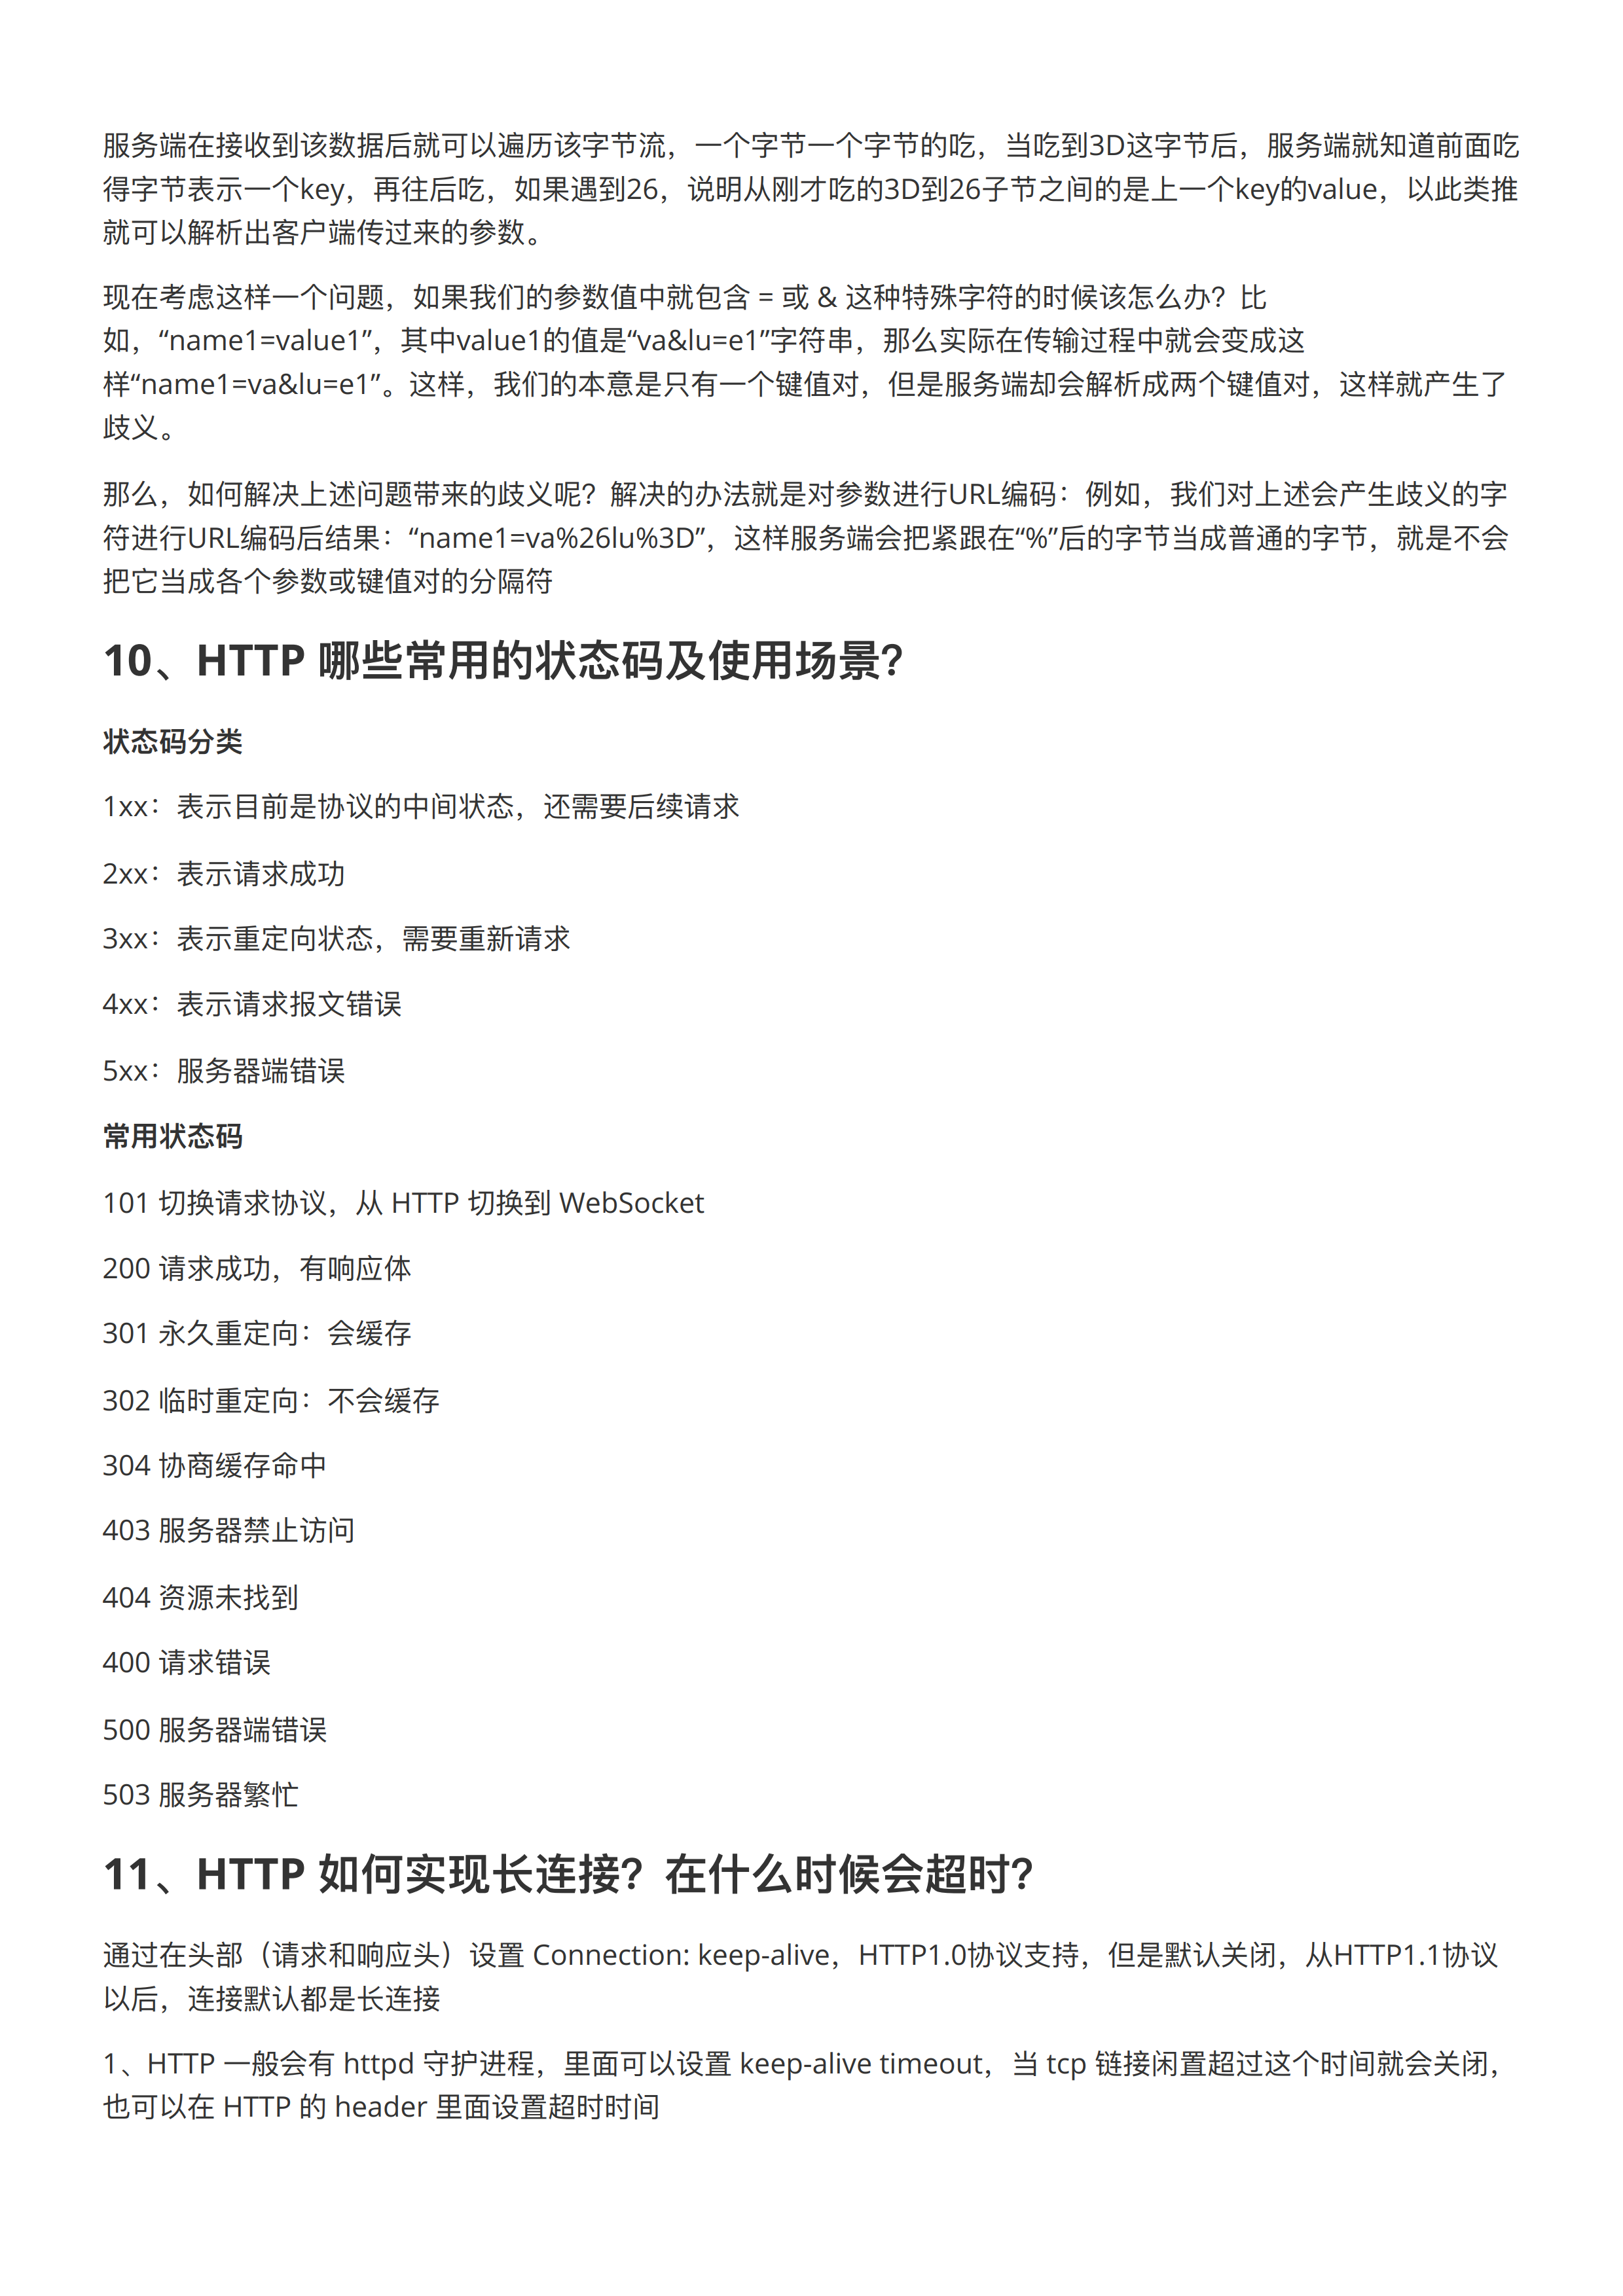 服务端在接收到该数据后就可以遍历该字节流，一个字节一个字节的吃，当吃到3D这字节后，服务端就知道前面吃
得字节表示一个key，再往后吃，如果遇到26，说明从刚才吃的3D到26子节之间的是上一个key的value，以此类推
就可以解析出客户端传过来的参数。
现在考虑这样一个问题，如果我们的参数值中就包含 = 或 & 这种特殊字符的时候该怎么办？比
如，“name1=value1”，其中value1的值是“va&lu=e1”字符串，那么实际在传输过程中就会变成这
样“name1=va&lu=e1”。这样，我们的本意是只有一个键值对，但是服务端却会解析成两个键值对，这样就产生了
歧义。
那么，如何解决上述问题带来的歧义呢？解决的办法就是对参数进行URL编码：例如，我们对上述会产生歧义的字
符进行URL编码后结果：“name1=va%26lu%3D”，这样服务端会把紧跟在“%”后的字节当成普通的字节，就是不会
把它当成各个参数或键值对的分隔符
10、HTTP 哪些常用的状态码及使用场景？
状态码分类
1xx：表示目前是协议的中间状态，还需要后续请求
2xx：表示请求成功
3xx：表示重定向状态，需要重新请求
4xx：表示请求报文错误
5xx：服务器端错误
常用状态码
101 切换请求协议，从 HTTP 切换到 WebSocket
200 请求成功，有响应体
301 永久重定向：会缓存
302 临时重定向：不会缓存
304 协商缓存命中
403 服务器禁止访问
404 资源未找到
400 请求错误
500 服务器端错误
503 服务器繁忙
11、HTTP 如何实现长连接？在什么时候会超时？
通过在头部（请求和响应头）设置 Connection: keep-alive，HTTP1.0协议支持，但是默认关闭，从HTTP1.1协议
以后，连接默认都是长连接
1、HTTP 一般会有 httpd 守护进程，里面可以设置 keep-alive timeout，当 tcp 链接闲置超过这个时间就会关闭，
也可以在 HTTP 的 header 里面设置超时时间